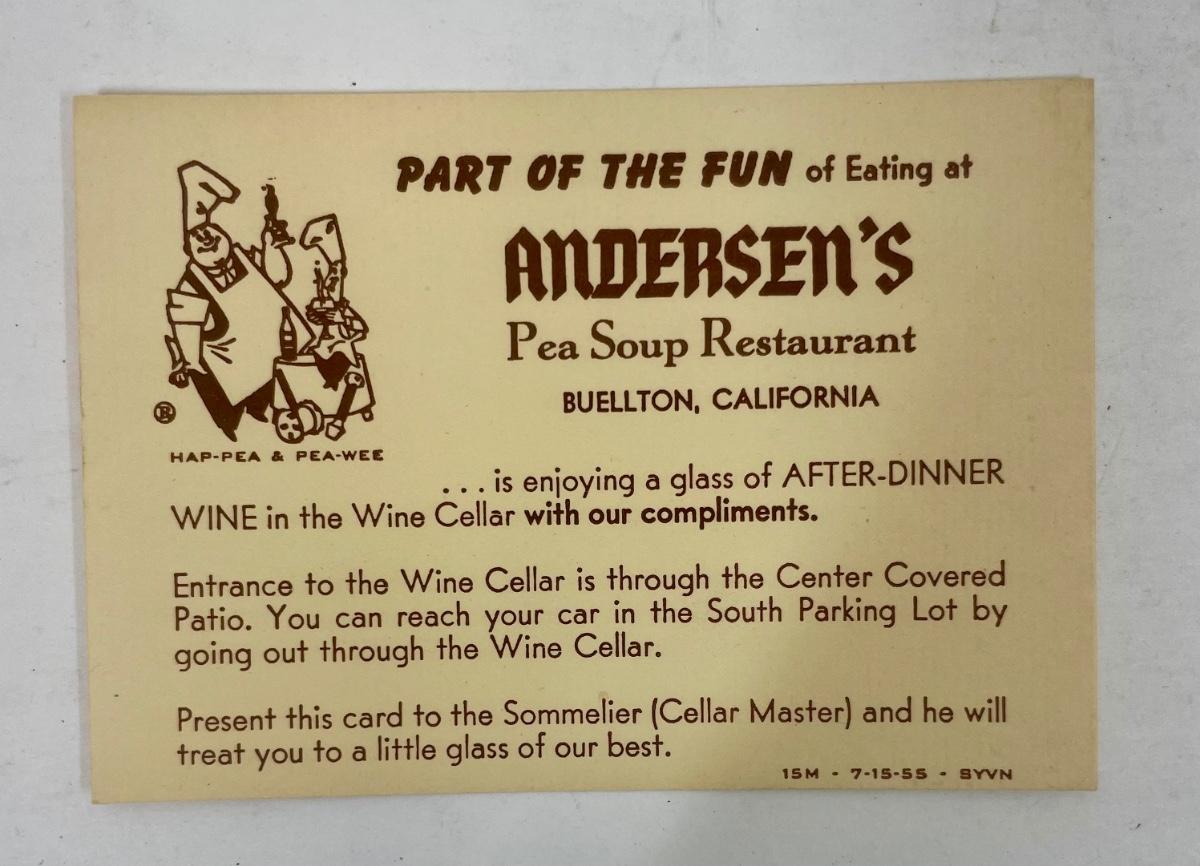 PART OF THE FUN of Eating at
ANDERSEN'S
Pea Soup Restaurant
BUELLTON, CALIFORNIA
®
HAP-PEA & PEA-WEE
... is enjoying a glass of AFTER-DINNER
WINE in the Wine Cellar with our compliments.
Entrance to the Wine Cellar is through the Center Covered
Patio. You can reach your car in the South Parking Lot by
going out through the Wine Cellar.
Present this card to the Sommelier (Cellar Master) and he will
treat you to a little glass of our best.
15M - 7-15-55 - SYVN